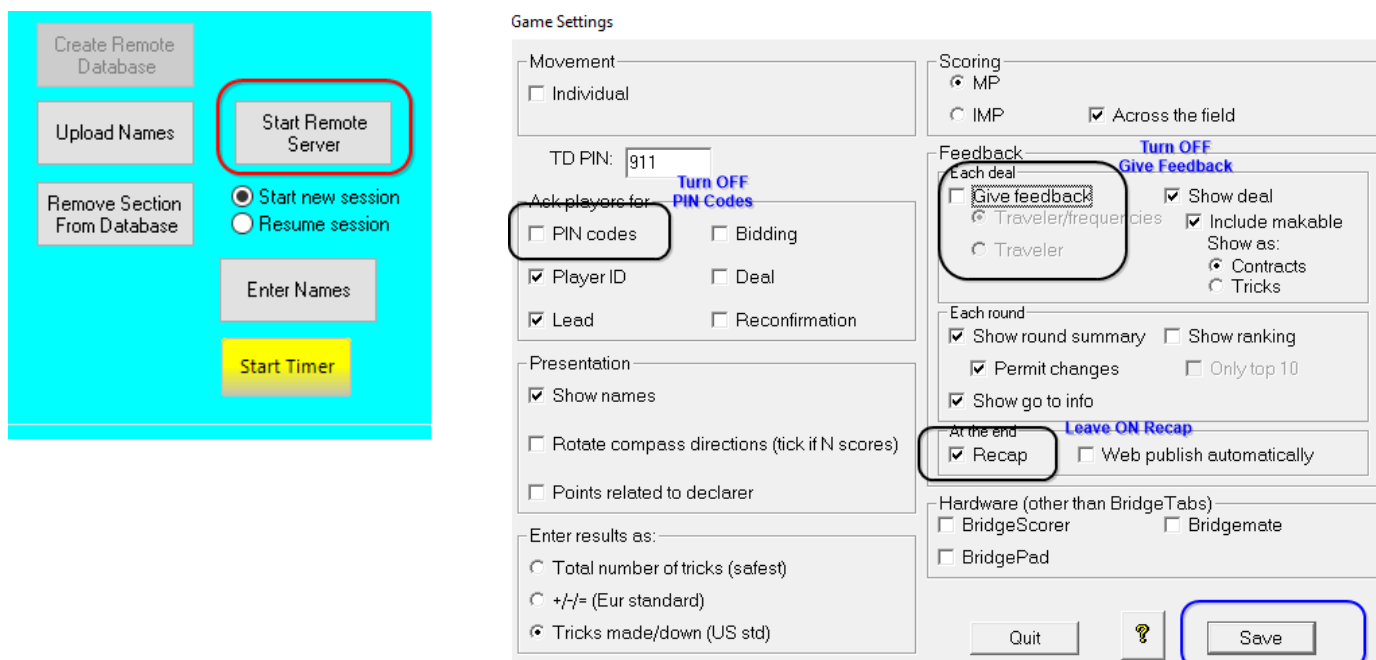 Create Remote
Database
Upload Names
Start Remote
Server
Remove Section
From Database
Start new session
Resume session
Enter Names
Start Timer
Game Settings
Movement
Individual
TD PIN: 911
Turn OFF
PIN Codes
Ask players for
PIN codes
Bidding
Player ID
Deal
Lead
Reconfirmation
Presentation
Show names
Rotate compass directions (tick if N scores)
Points related to declarer
Enter results as:
Total number of tricks (safest)
+/-/= (Eur standard)
Tricks made/down (US std)
Scoring
MP
IMP
Across the field
Turn OFF
Give Feedback
Feedback
Each deal
Give feedback
Show deal
Traveler/frequencies
Include makable
Show as:
Traveler
Contracts
Tricks
Each round
Show round summary
Show ranking
Permit changes
Only top 10
Show go to info
At the end
Leave ON Recap
Recap
Web publish automatically
Hardware (other than BridgeTabs)
BridgeScorer
Bridgemate
BridgePad
Quit
?
Save